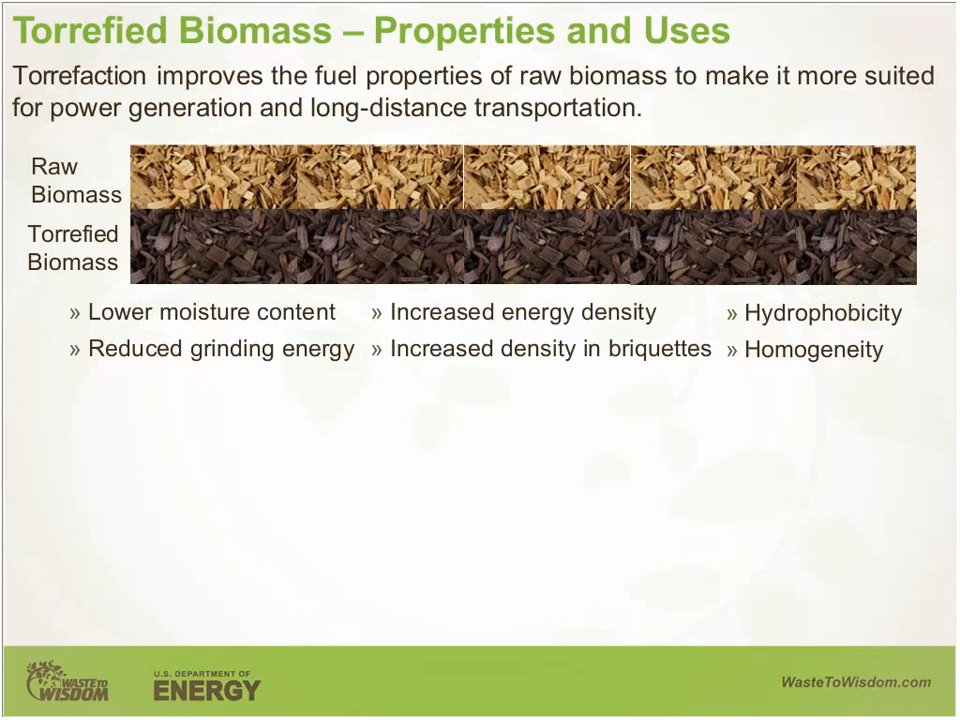 Torrefied Biomass – Properties and Uses
Torrefaction improves the fuel properties of raw biomass to make it more suited
for power generation and long-distance transportation.
Raw
Biomass
Torrefied
Biomass
» Lower moisture content
» Reduced grinding energy
» Increased energy density
» Increased density in briquettes
» Hydrophobicity
» Homogeneity
WASTE TO
WISDOM
U.S. DEPARTMENT OF
ENERGY
WasteToWisdom.com